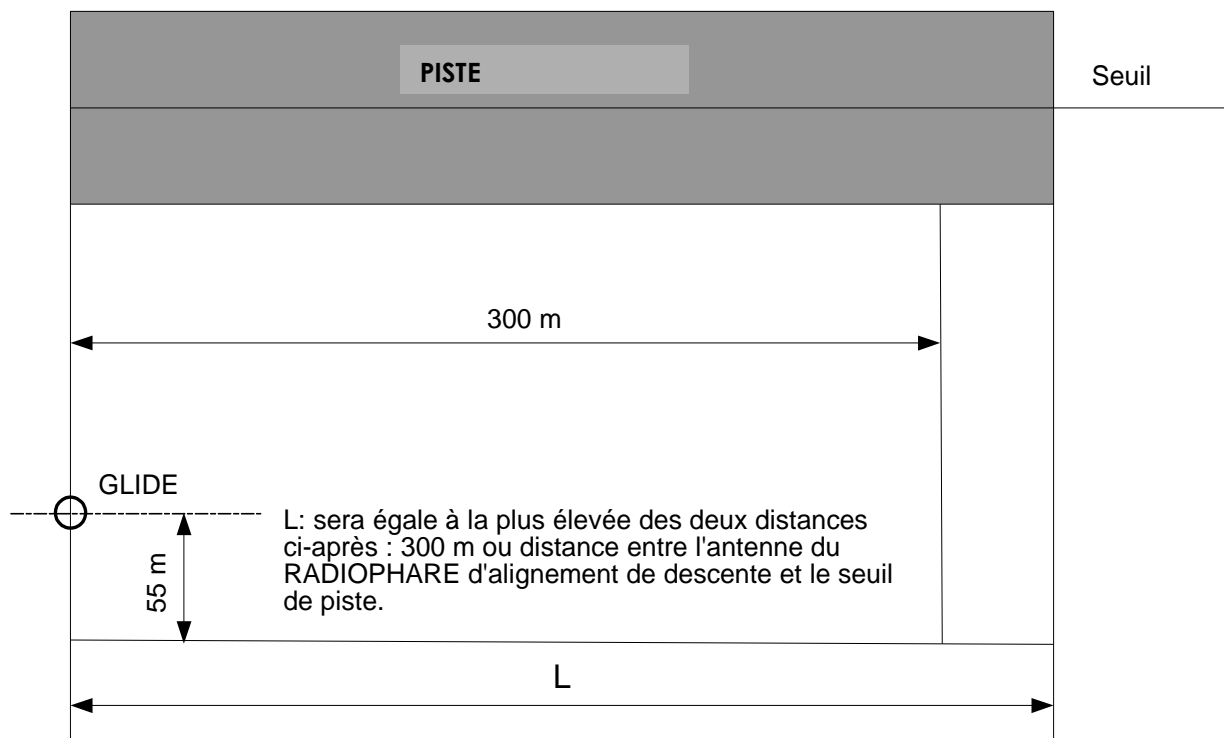 PISTE
Seuil
300 m
GLIDE
55 m
L: sera égale à la plus élevée des deux distances
ci-après : 300 m ou distance entre l'antenne du
RADIOPHARE d'alignement de descente et le seuil
de piste.
L